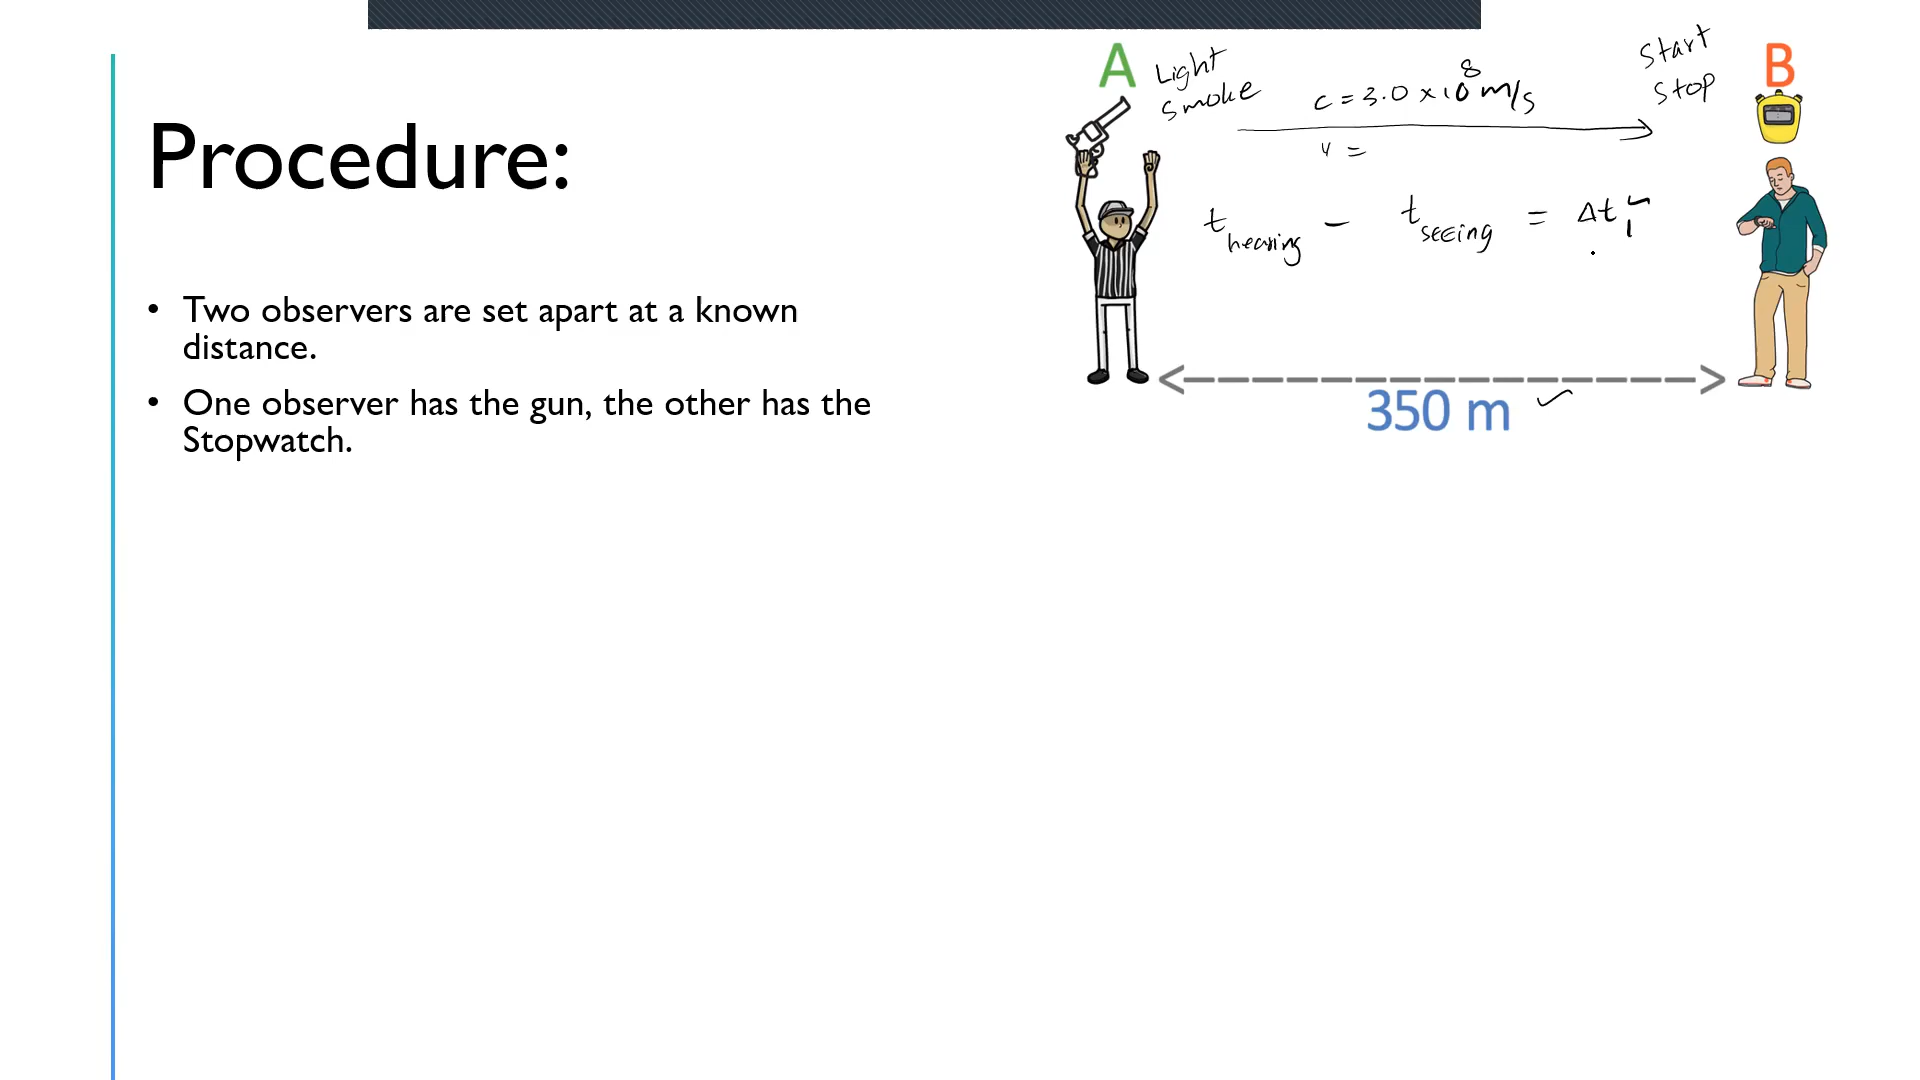 Procedure:
• Two observers are set apart at a known
distance.
• One observer has the gun, the other has the
Stopwatch.
A
Light
smoke
c = 3.0 x 10⁸ m/s
v =
Start
Stop
B
t hearing - t seeing = Δt₁
350 m